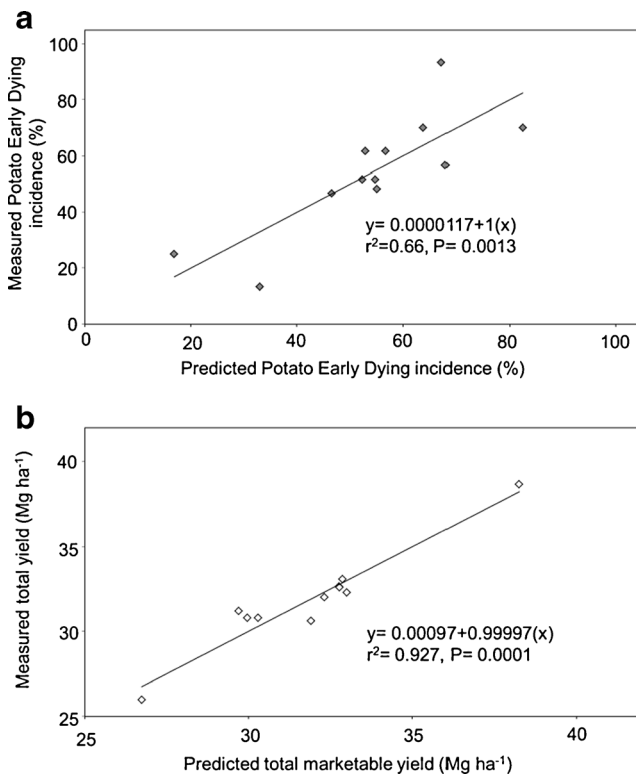 a
Measured Potato Early Dying
incidence (%)
100
80
60
40
20
0
y= 0.0000117+1(x)
r²=0.66, P= 0.0013
0 20 40 60 80 100
Predicted Potato Early Dying incidence (%)
b
Measured total yield (Mg ha⁻¹)
40
35
30
25
y= 0.00097+0.99997(x)
r²= 0.927, P= 0.0001
25 30 35 40
Predicted total marketable yield (Mg ha⁻¹)